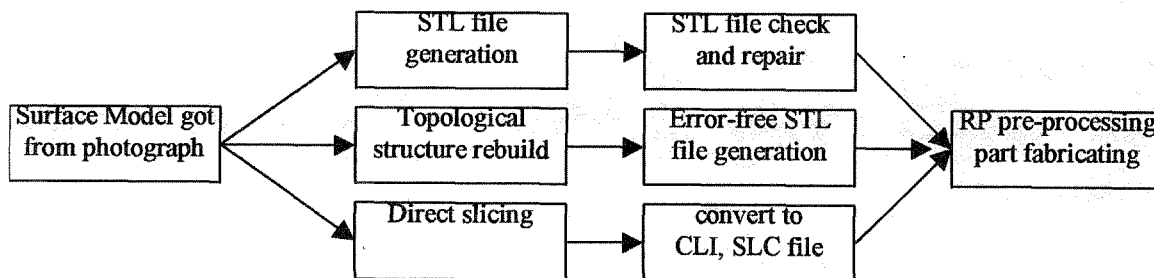 Surface Model got
from photograph
STL file
generation
STL file check
and repair
Topological
structure rebuild
Error-free STL
file generation
Direct slicing
convert to
CLI, SLC file
RP pre-processing
part fabricating